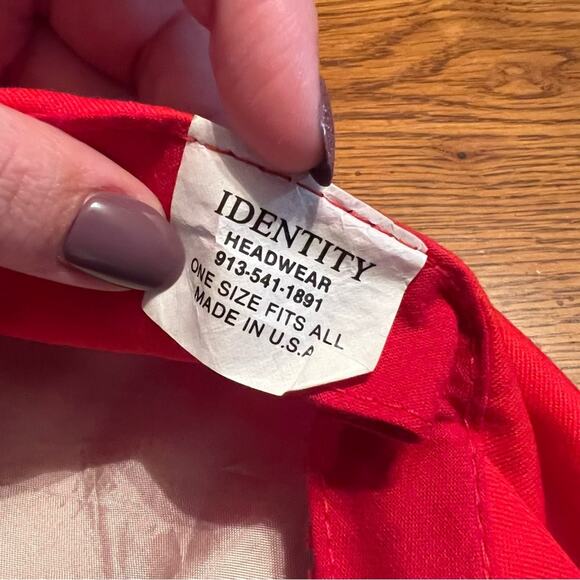 IDENTITY
HEADWEAR
913-541-1891
ONE SIZE FITS ALL
MADE IN U.S.A